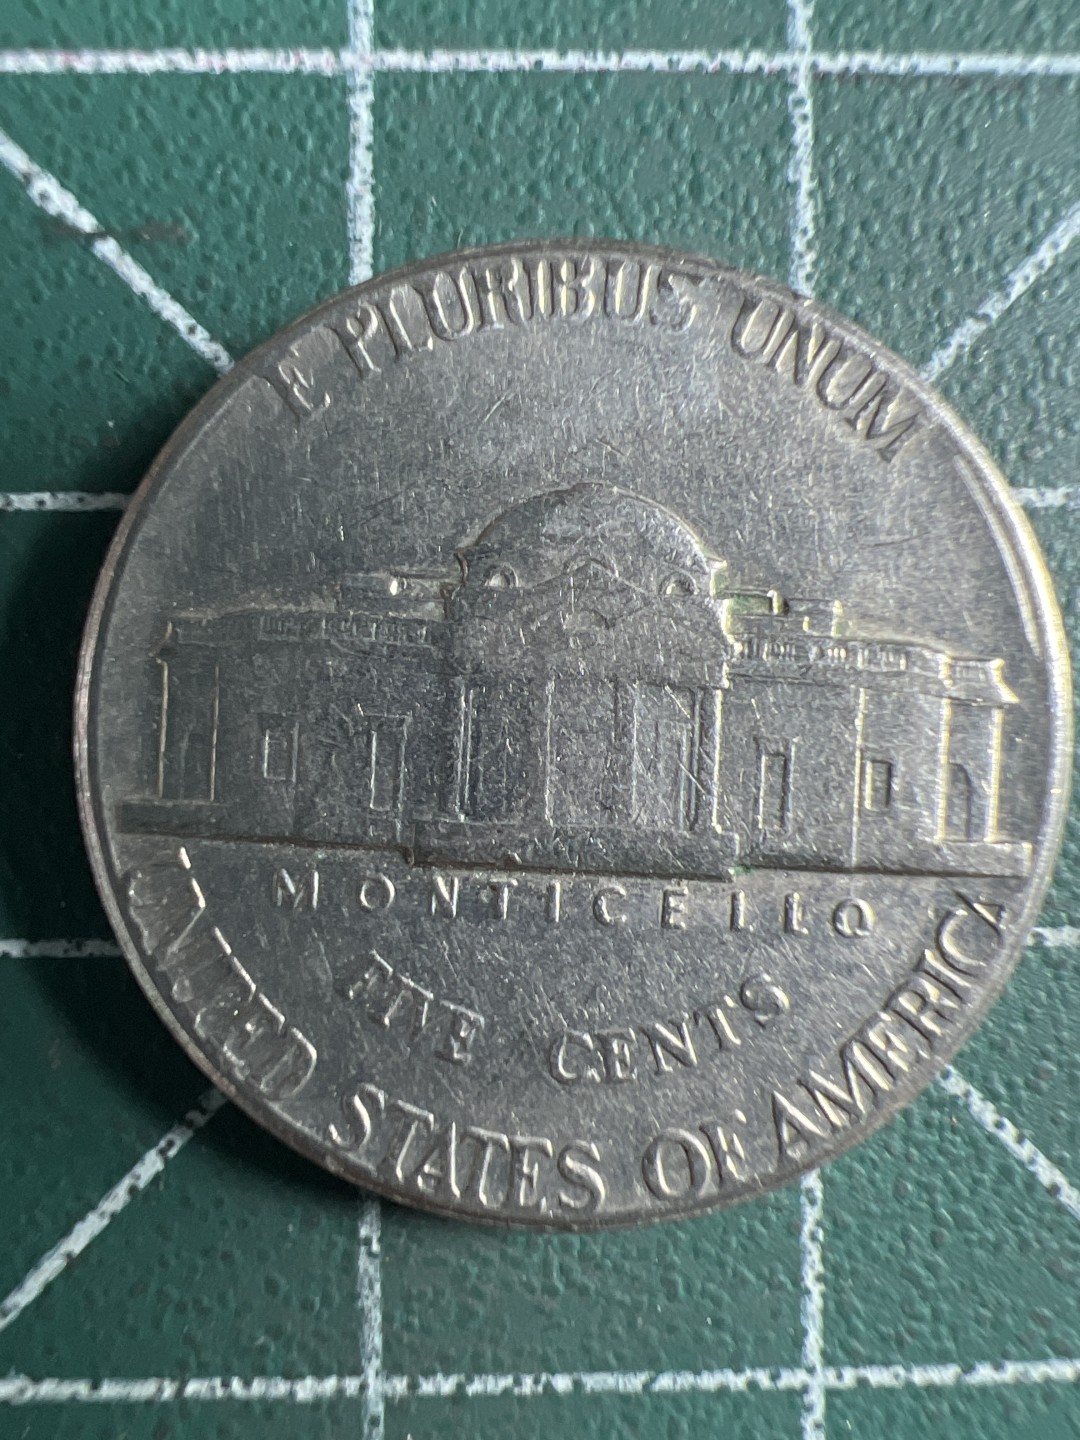 E PLURIBUS UNUM
MONTICELLO
FIVE CENTS
UNITED STATES OF AMERICA